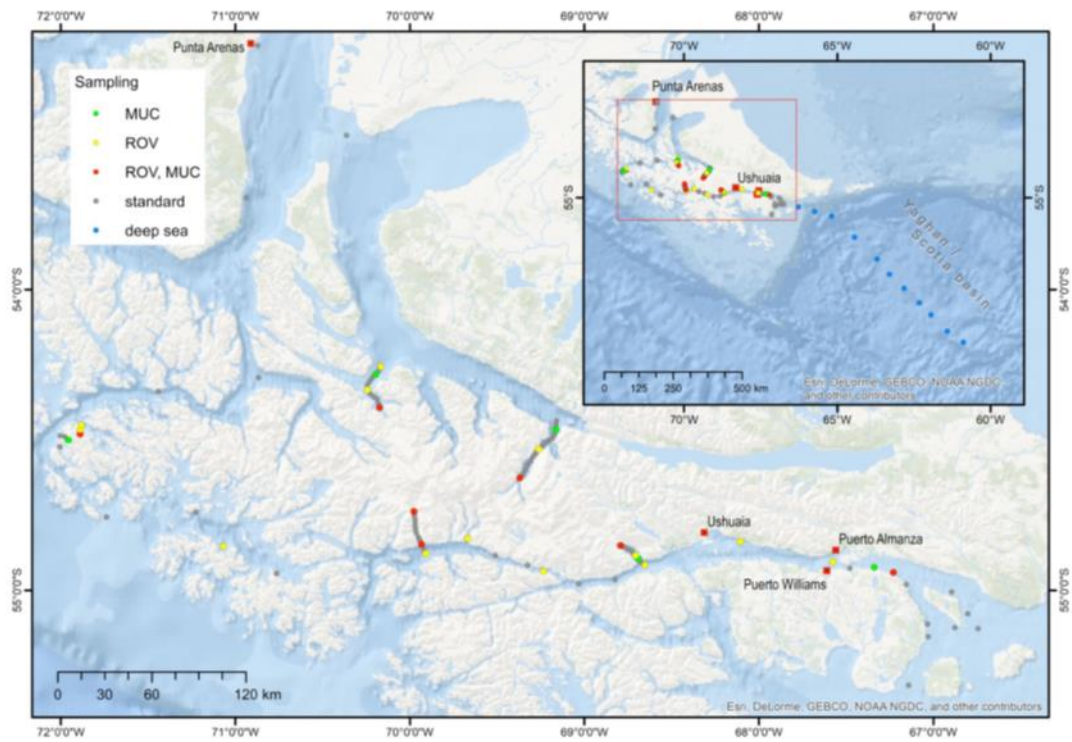 72°0'0"W
71°0'0"W
70°0'0"W
69°0'0"W
68°0'0"W
67°0'0"W
Punta Arenas
Sampling
MUC
ROV
ROV, MUC
standard
deep sea
70°W
65°W
60°W
Punta Arenas
Ushuaia
55°S
55°S
Yaghan /
Scotia basin
0 125 250 500 km
Esri, DeLorme, GEBCO, NOAA NGDC,
and other contributors
70°W
65°W
60°W
54°0'0"S
54°0'0"S
Ushuaia
Puerto Almanza
Puerto Williams
55°0'0"S
55°0'0"S
0 30 60 120 km
Esri, DeLorme, GEBCO, NOAA NGDC, and other contributors
72°0'0"W
71°0'0"W
70°0'0"W
69°0'0"W
68°0'0"W
67°0'0"W